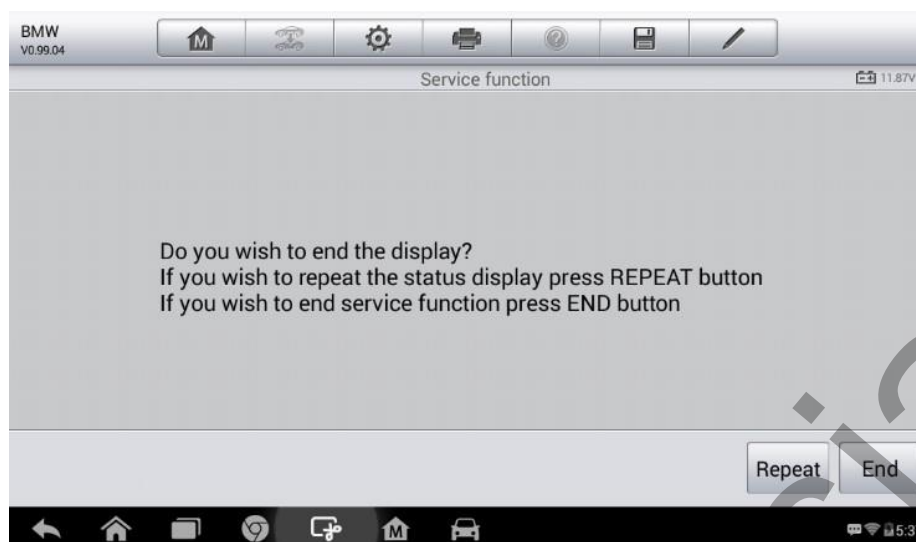 BMW
V0.99.04
M
Service function
11.87V
Do you wish to end the display?
If you wish to repeat the status display press REPEAT button
If you wish to end service function press END button
Repeat
End
M
5:3